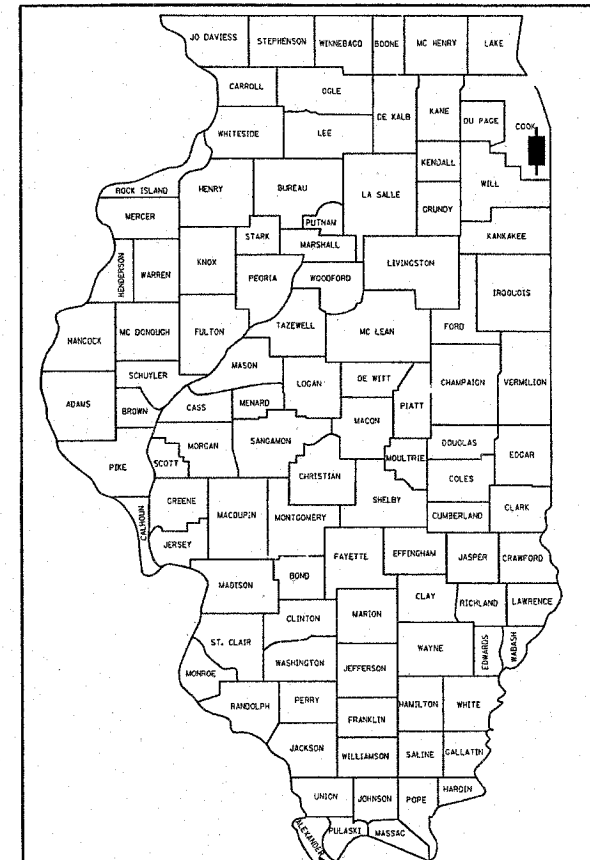 JO DAVIESS
STEPHENSON
WINNEBAGO
BOONE
MC HENRY
LAKE
CARROLL
OGLE
DE KALB
KANE
DU PAGE
COOK
WHITESIDE
LEE
KENDALL
WILL
ROCK ISLAND
HENRY
BUREAU
LA SALLE
GRUNDY
MERCER
PUTNAM
STARK
MARSHALL
KANKAKEE
HENDERSON
WARREN
KNOX
PEORIA
WOODFORD
LIVINGSTON
IROQUOIS
HANCOCK
MC DONOUGH
FULTON
TAZEWELL
MC LEAN
FORD
SCHUYLER
MASON
ADAMS
BROWN
CASS
MENARD
LOGAN
DE WITT
PIATT
CHAMPAIGN
VERMILION
MACON
PIKE
SCOTT
MORGAN
SANGAMON
CHRISTIAN
MOULTRIE
DOUGLAS
EDGAR
COLES
SHELBY
CALHOUN
GREENE
MACOUPIN
MONTGOMERY
CUMBERLAND
CLARK
JERSEY
FAYETTE
EFFINGHAM
JASPER
CRAWFORD
MADISON
BOND
CLAY
RICHLAND
LAWRENCE
CLINTON
MARION
ST. CLAIR
WAYNE
EDWARDS
WABASH
MONROE
WASHINGTON
JEFFERSON
RANDOLPH
PERRY
HAMILTON
WHITE
FRANKLIN
JACKSON
WILLIAMSON
SALINE
GALLATIN
UNION
JOHNSON
POPE
HARDIN
ALEXANDER
PULASKI
MASSAC